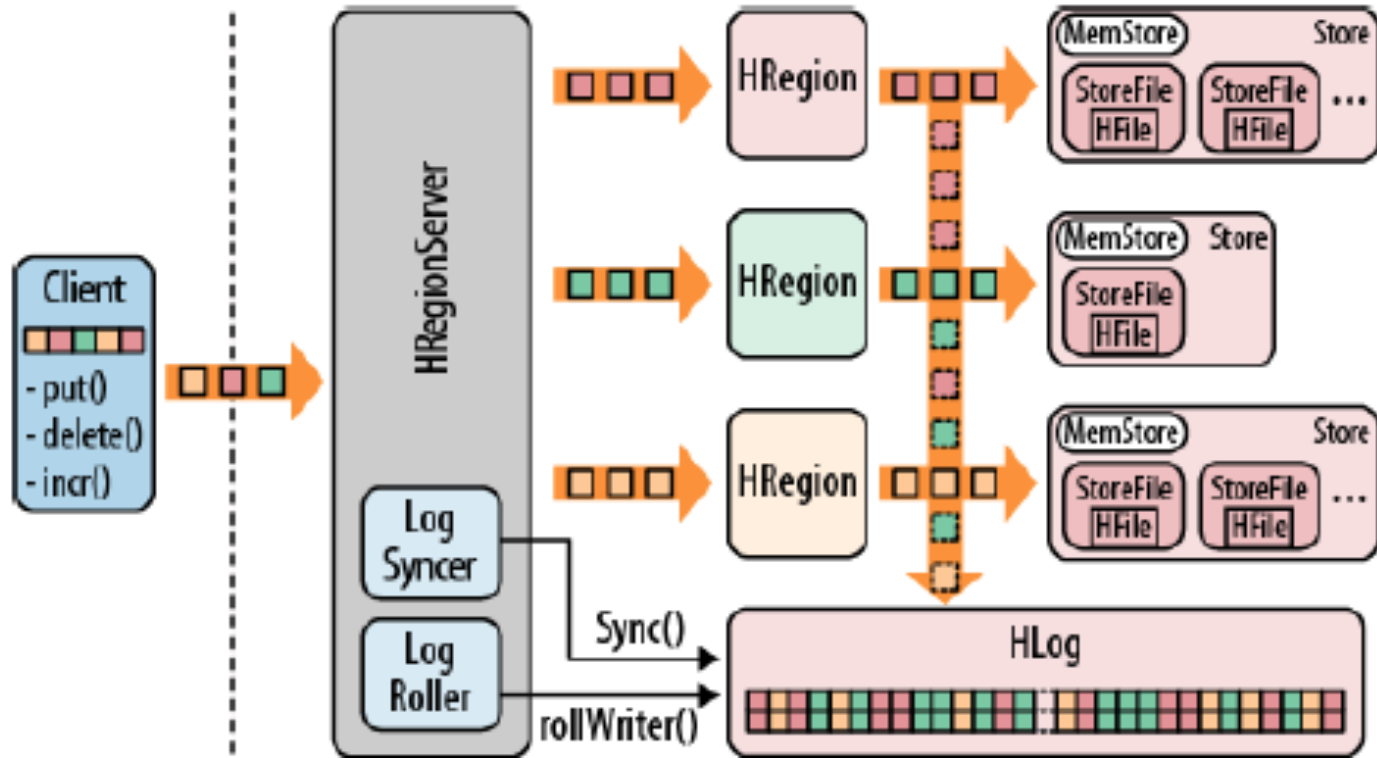 Client
- put()
- delete()
- incr()
HRegionServer
Log
Syncer
Log
Roller
Sync()
rollWriter()
HRegion
MemStore Store
StoreFile StoreFile ...
HFile HFile
HRegion
MemStore Store
StoreFile
HFile
HRegion
MemStore Store
StoreFile StoreFile ...
HFile HFile
HLog